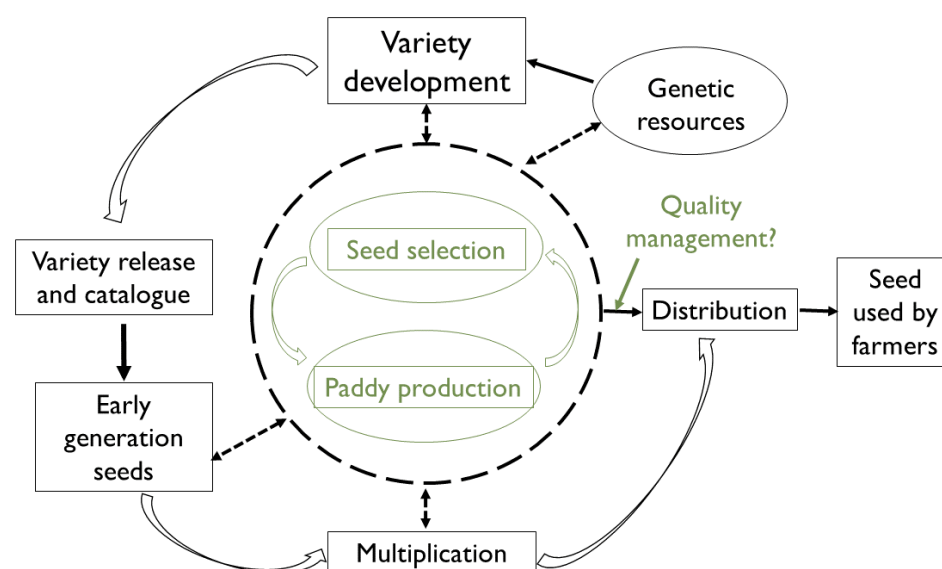 Variety
development
Genetic
resources
Quality
management?
Seed selection
Variety release
and catalogue
Distribution
Seed
used by
farmers
Paddy production
Early
generation
seeds
Multiplication